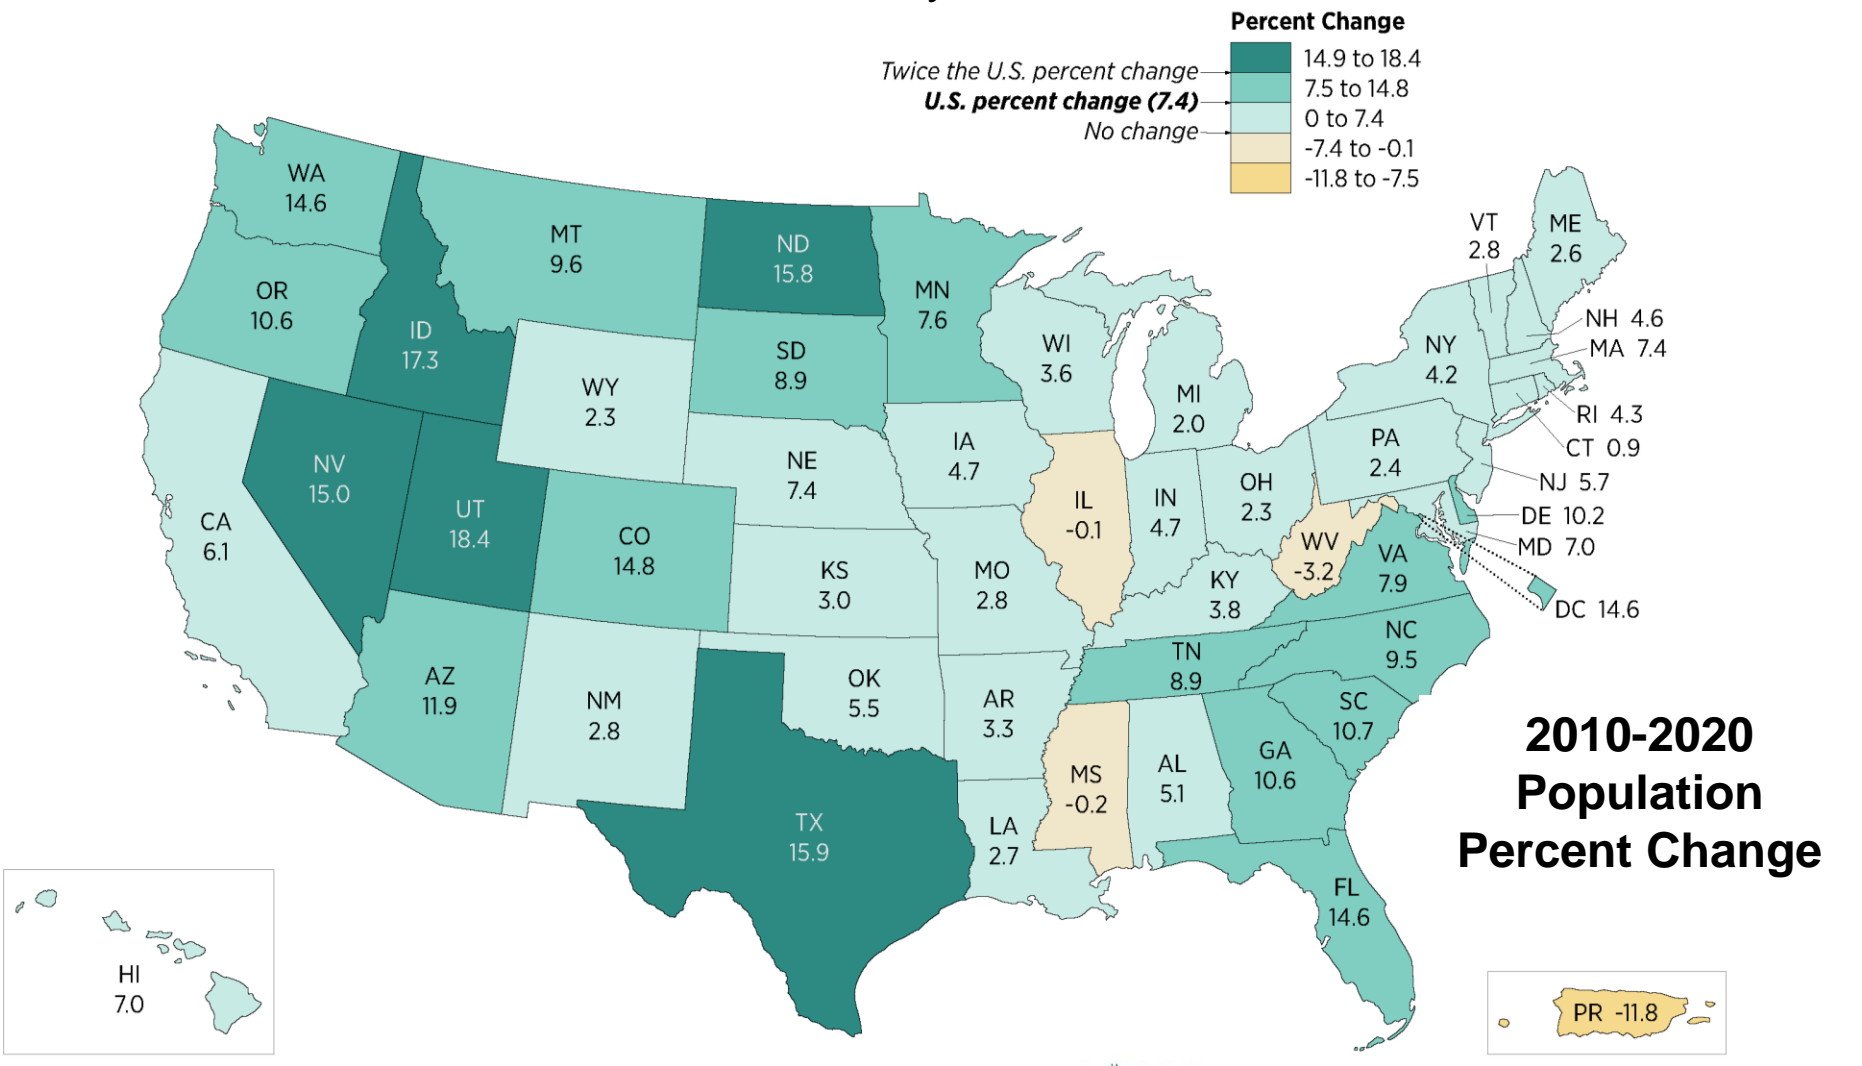 Percent Change
14.9 to 18.4
Twice the U.S. percent change
7.5 to 14.8
U.S. percent change (7.4)
0 to 7.4
No change
-7.4 to -0.1
-11.8 to -7.5
WA
14.6
OR
10.6
CA
6.1
ID
17.3
NV
15.0
UT
18.4
AZ
11.9
MT
9.6
WY
2.3
CO
14.8
NM
2.8
ND
15.8
SD
8.9
NE
7.4
KS
3.0
OK
5.5
TX
15.9
MN
7.6
IA
4.7
MO
2.8
AR
3.3
LA
2.7
WI
3.6
IL
-0.1
MS
-0.2
MI
2.0
IN
4.7
KY
3.8
TN
8.9
AL
5.1
OH
2.3
WV
-3.2
GA
10.6
FL
14.6
SC
10.7
NC
9.5
VA
7.9
PA
2.4
NY
4.2
VT
2.8
ME
2.6
NH 4.6
MA 7.4
RI 4.3
CT 0.9
NJ 5.7
DE 10.2
MD 7.0
DC 14.6
2010-2020
Population
Percent Change
HI
7.0
PR -11.8